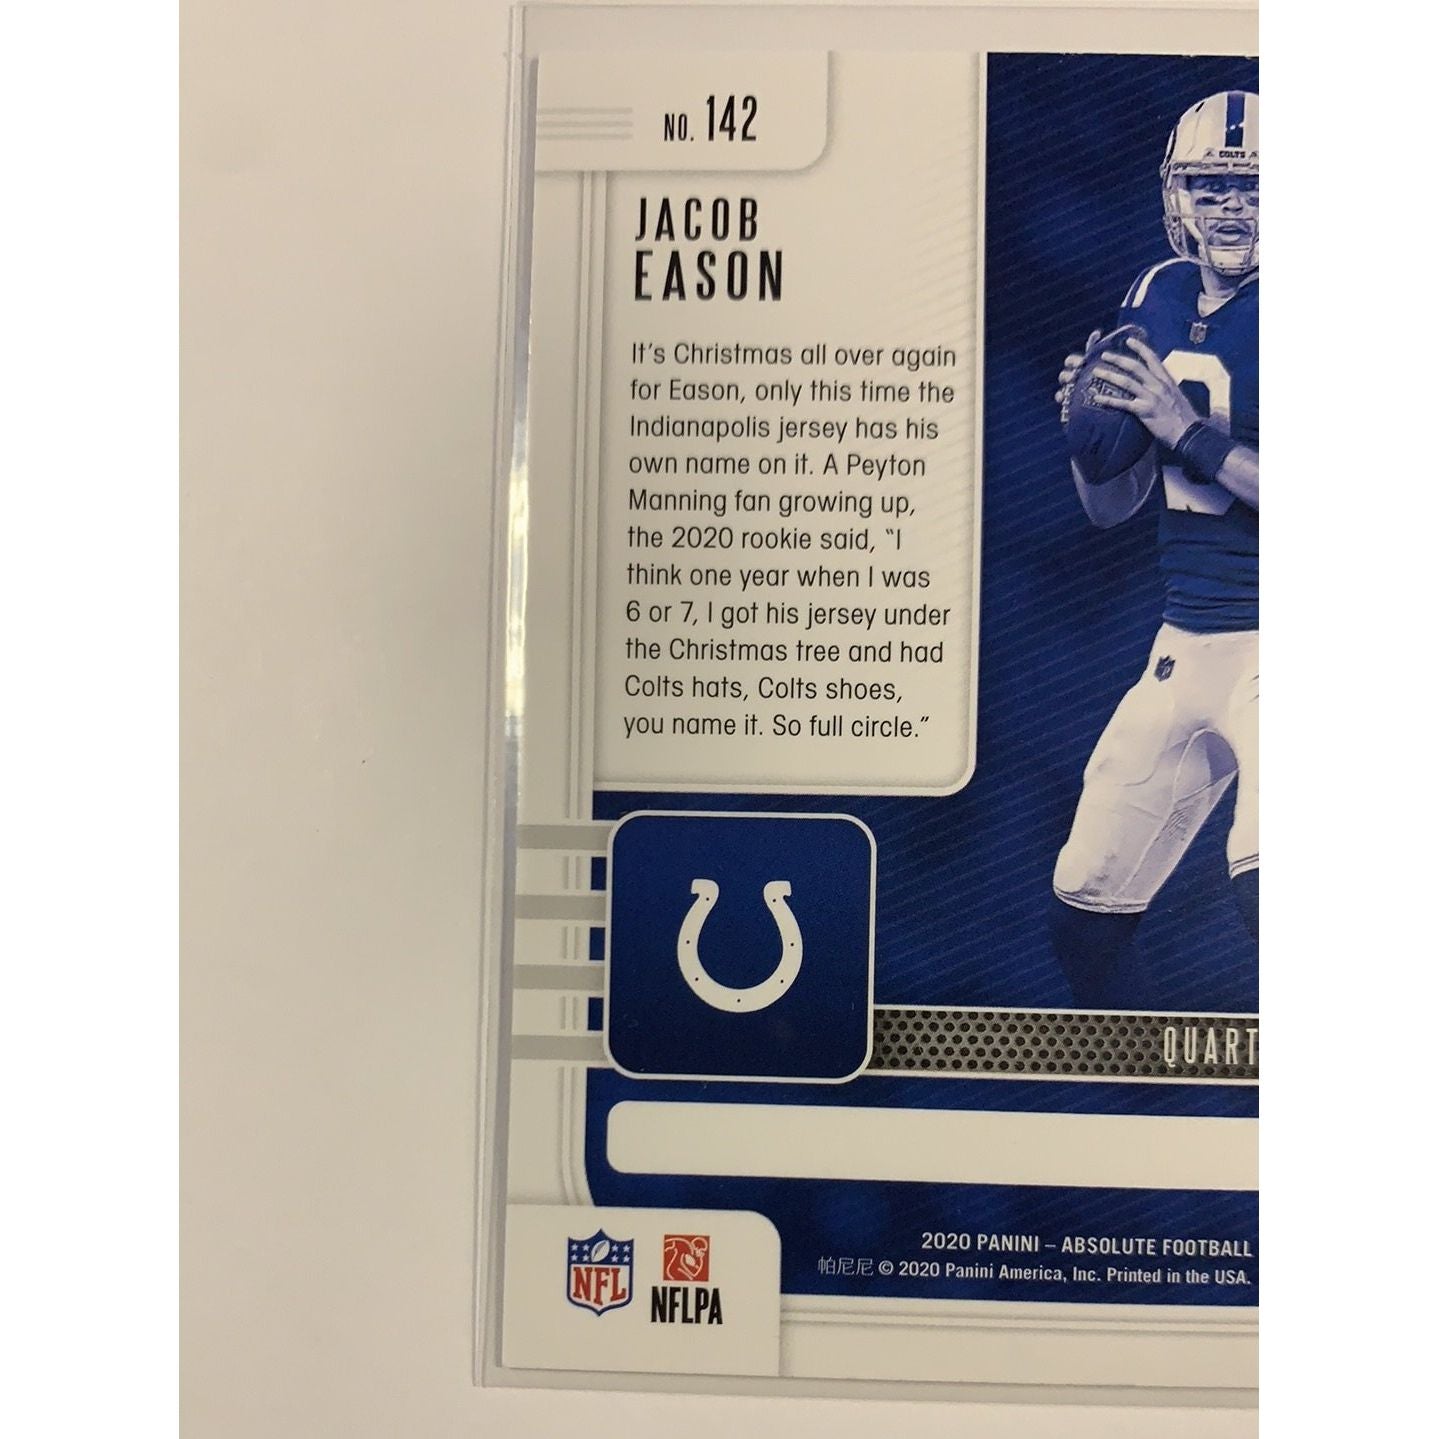 NO. 142
JACOB
EASON
It's Christmas all over again
for Eason, only this time the
Indianapolis jersey has his
own name on it. A Peyton
Manning fan growing up,
the 2020 rookie said, “I
think one year when I was
6 or 7, I got his jersey under
the Christmas tree and had
Colts hats, Colts shoes,
you name it. So full circle.”
COLTS
QUART
NFL
NFLPA
2020 PANINI – ABSOLUTE FOOTBALL
帕尼尼 © 2020 Panini America, Inc. Printed in the USA.